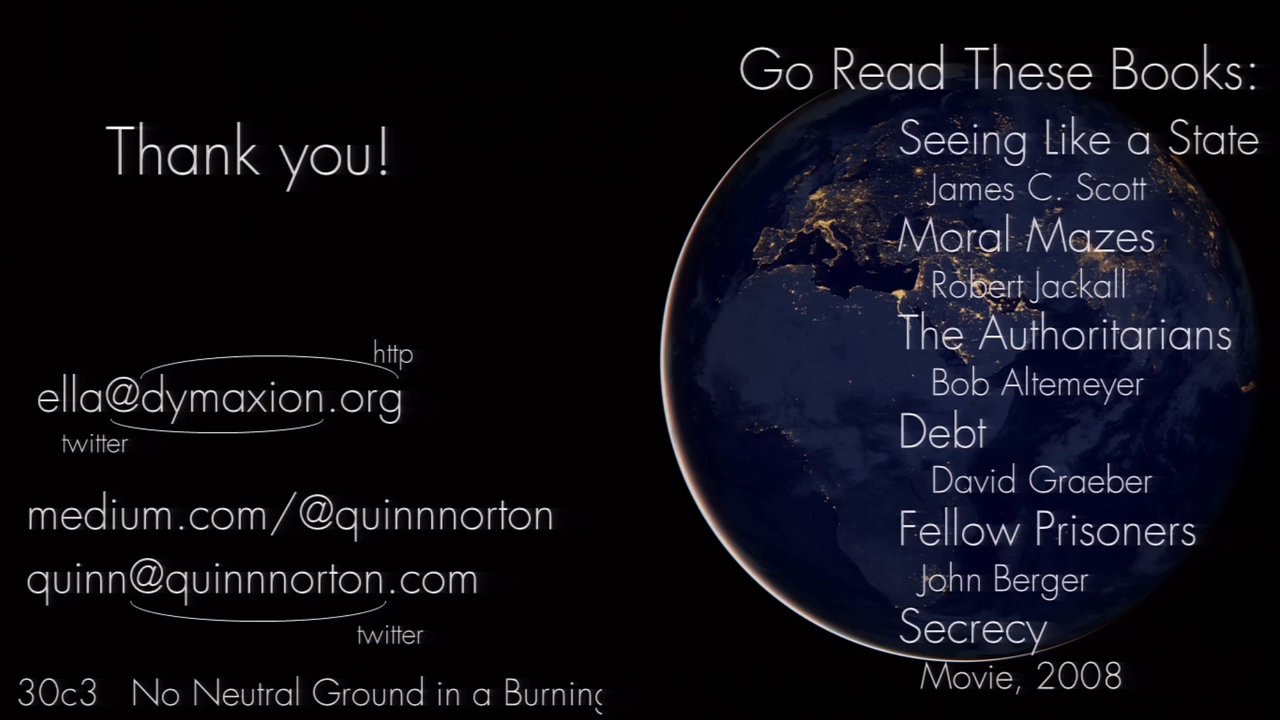 Thank you!
http
ella@dymaxion.org
twitter
medium.com/@quinnnorton
quinn@quinnnorton.com
twitter
30c3 No Neutral Ground in a Burning
Go Read These Books:
Seeing Like a State
James C. Scott
Moral Mazes
Robert Jackall
The Authoritarians
Bob Altemeyer
Debt
David Graeber
Fellow Prisoners
John Berger
Secrecy
Movie, 2008